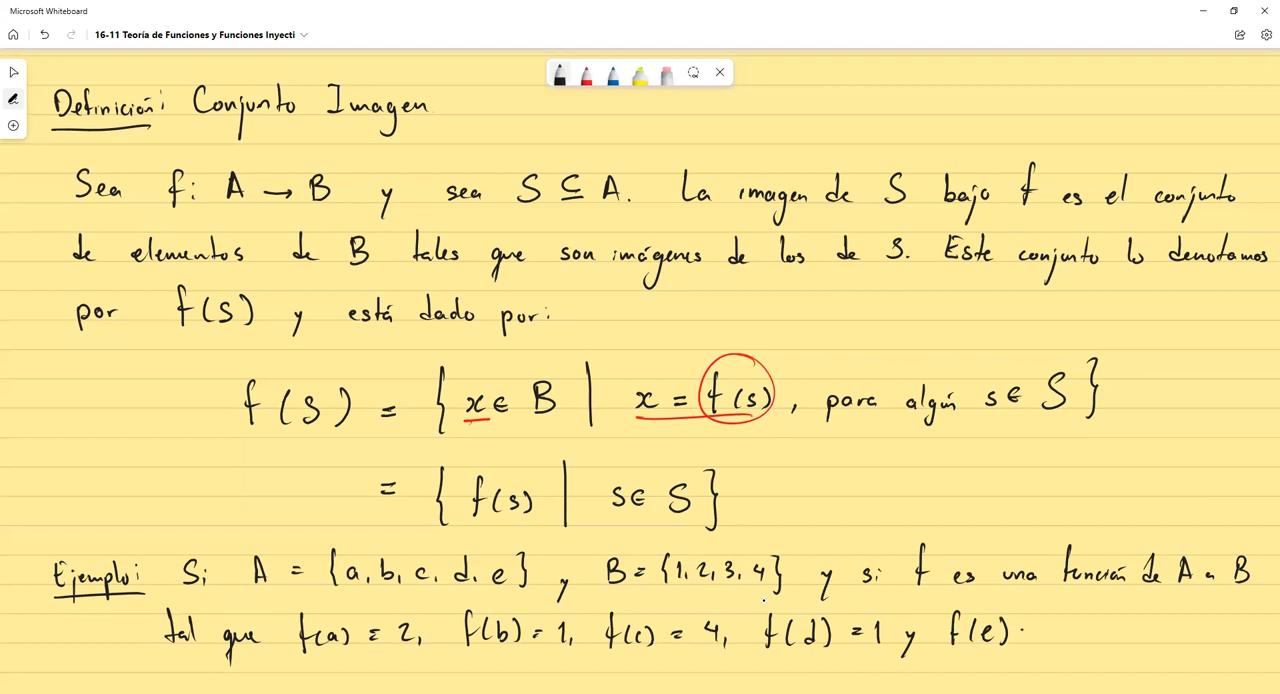 Microsoft Whiteboard
16-11 Teoría de Funciones y Funciones Inyecti
Definición: Conjunto Imagen
Sea f: A → B y sea S ⊆ A. La imagen de S bajo f es el conjunto
de elementos de B tales que son imágenes de los de S. Este conjunto lo denotamos
por f(S) y está dado por:
f(S) = { x ∈ B | x = f(s), para algún s ∈ S }
= { f(s) | s ∈ S }
Ejemplo: Si A = {a, b, c, d, e} y B = {1, 2, 3, 4} y si f es una función de A a B
tal que f(a) = 2, f(b) = 1, f(c) = 4, f(d) = 1 y f(e)